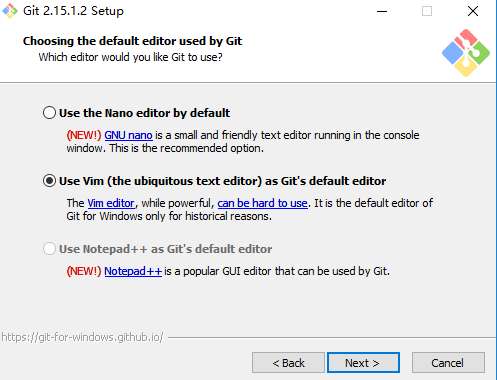 Git 2.15.1.2 Setup
Choosing the default editor used by Git
Which editor would you like Git to use?
Use the Nano editor by default
(NEW!) GNU nano is a small and friendly text editor running in the console
window. This is the recommended option.
Use Vim (the ubiquitous text editor) as Git's default editor
The Vim editor, while powerful, can be hard to use. It is the default editor of
Git for Windows only for historical reasons.
Use Notepad++ as Git's default editor
(NEW!) Notepad++ is a popular GUI editor that can be used by Git.
https://git-for-windows.github.io/
< Back
Next >
Cancel